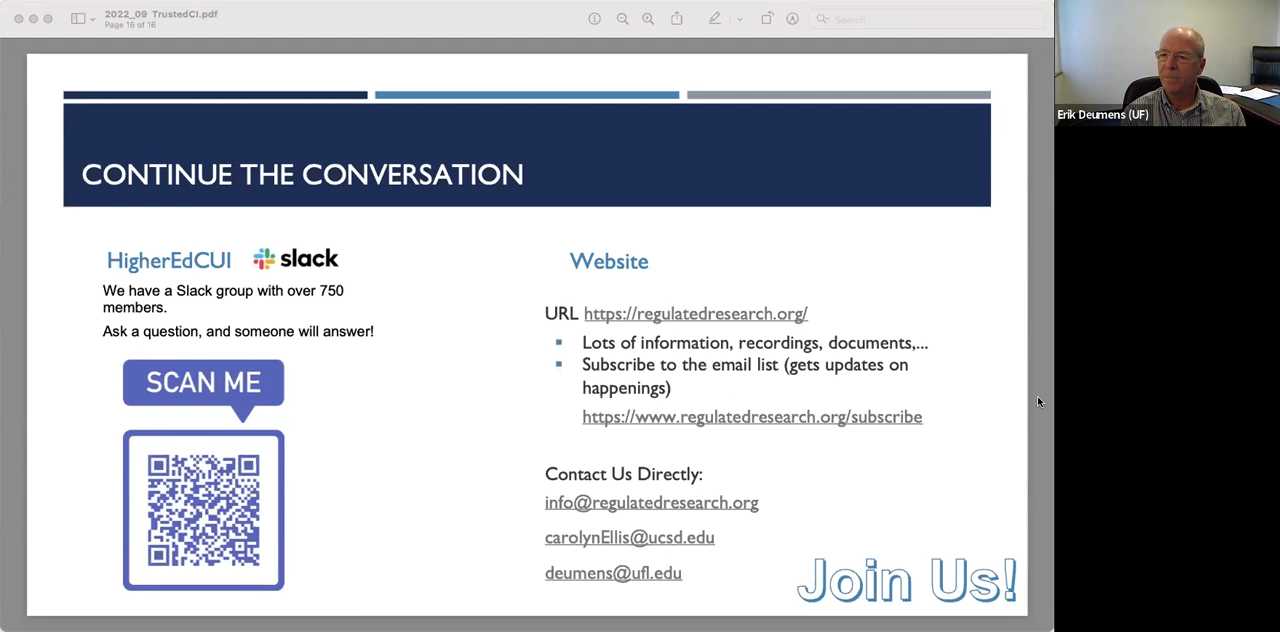 2022_09 TrustedCI.pdf
Page 16 of 16
Search
Erik Deumens (UF)
CONTINUE THE CONVERSATION
HigherEdCUI slack
We have a Slack group with over 750
members.
Ask a question, and someone will answer!
SCAN ME
Website
URL https://regulatedresearch.org/
Lots of information, recordings, documents,...
Subscribe to the email list (gets updates on
happenings)
https://www.regulatedresearch.org/subscribe
Contact Us Directly:
info@regulatedresearch.org
carolynEllis@ucsd.edu
deumens@ufl.edu
Join Us!